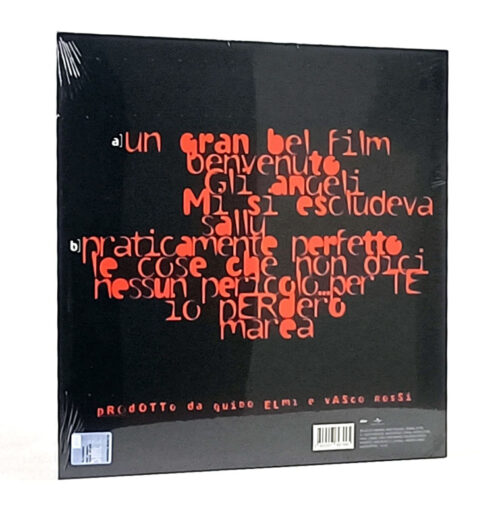 a]un gran bel film
benvenuto
Gli angeli
Mi si escludeva
sally
b]praticamente perfetto
le cose che non dici
nessun pericolo...per TE
io pERderò
marea
pROdOTTo da guido ELmi e vASco RosSi